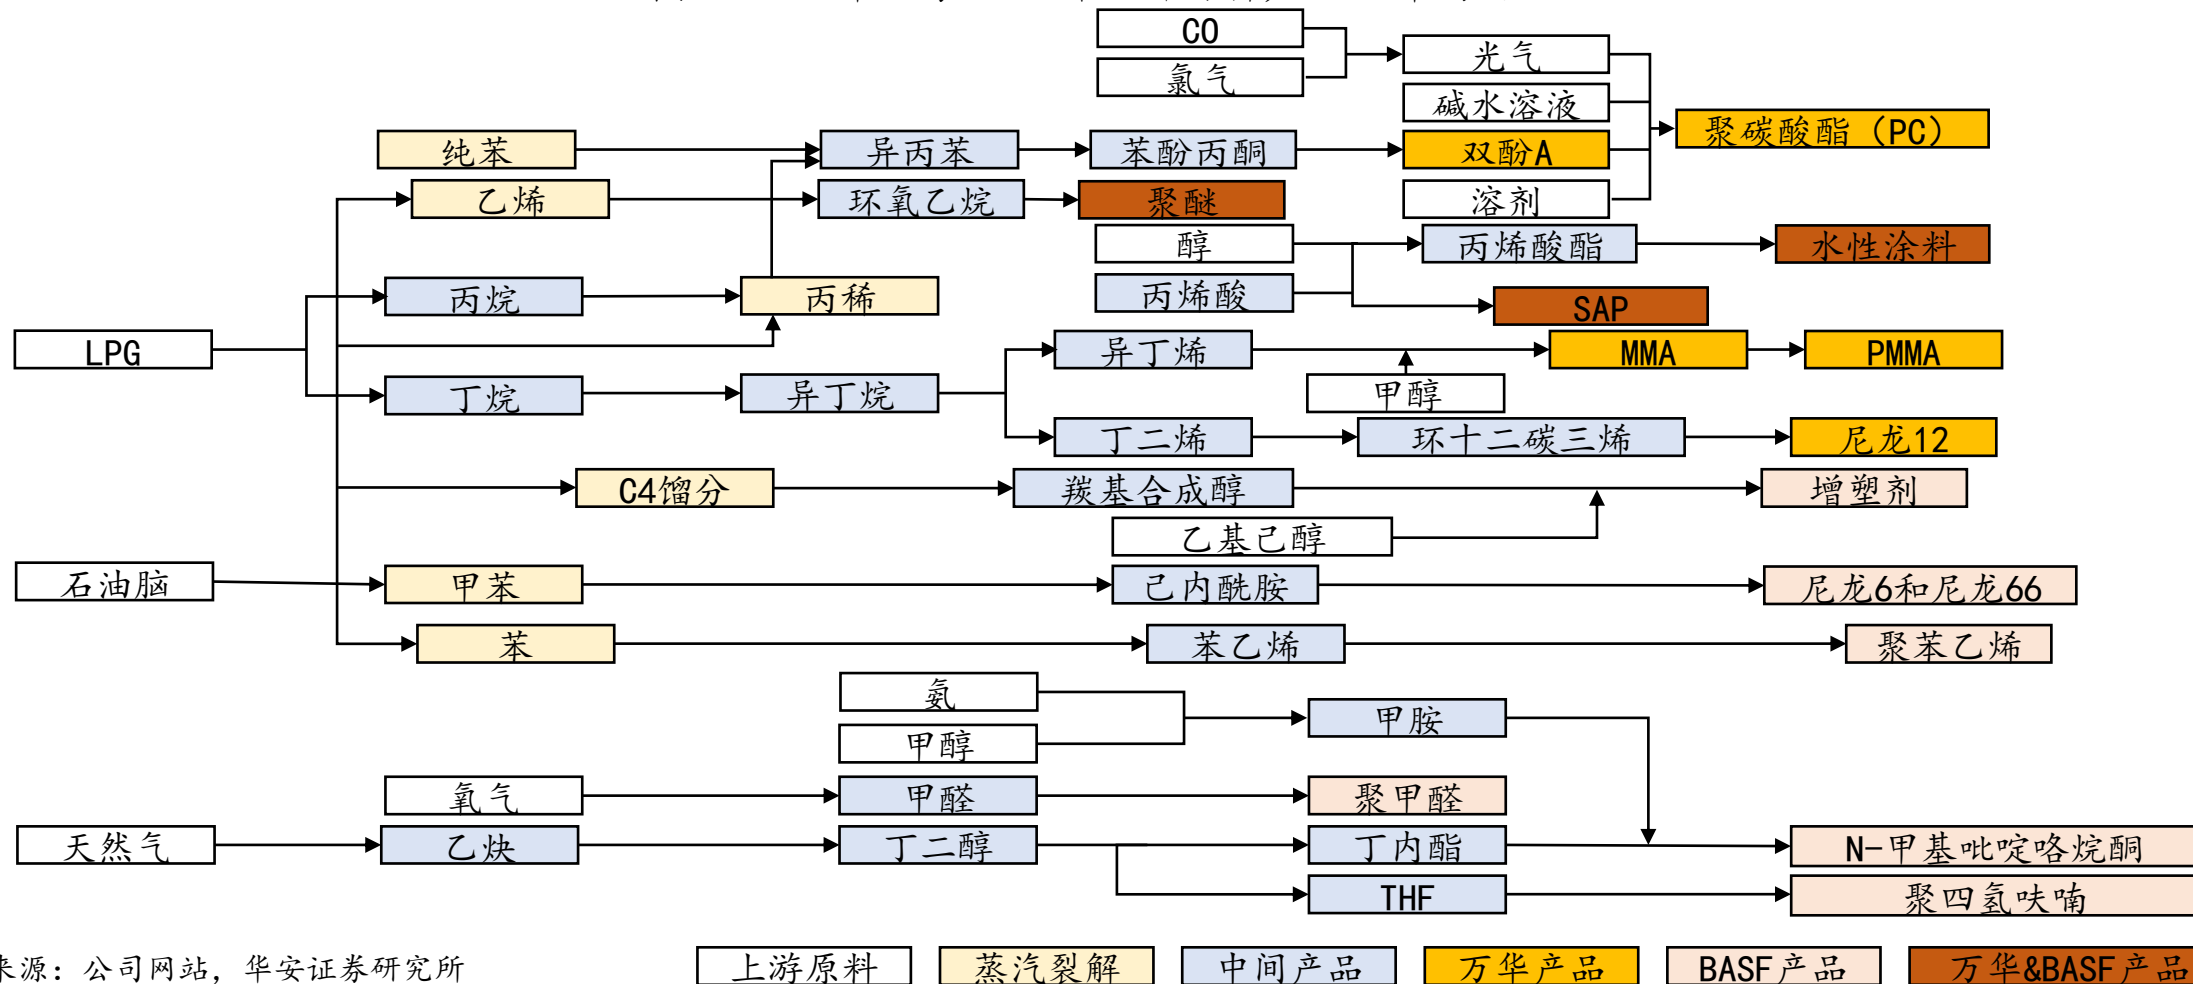 CO
氯气
光气
碱水溶液
纯苯
异丙苯
苯酚丙酮
双酚A
聚碳酸酯（PC）
乙烯
环氧乙烷
聚醚
溶剂
醇
丙烯酸酯
水性涂料
丙烷
丙稀
丙烯酸
SAP
LPG
异丁烯
MMA
PMMA
丁烷
异丁烷
甲醇
丁二烯
环十二碳三烯
尼龙12
C4馏分
羰基合成醇
增塑剂
乙基己醇
石油脑
甲苯
己内酰胺
尼龙6和尼龙66
苯
苯乙烯
聚苯乙烯
氨
甲胺
甲醇
氧气
甲醛
聚甲醛
天然气
乙炔
丁二醇
丁内酯
N-甲基吡啶咯烷酮
THF
聚四氢呋喃
来源：公司网站，华安证券研究所
上游原料
蒸汽裂解
中间产品
万华产品
BASF产品
万华&BASF产品